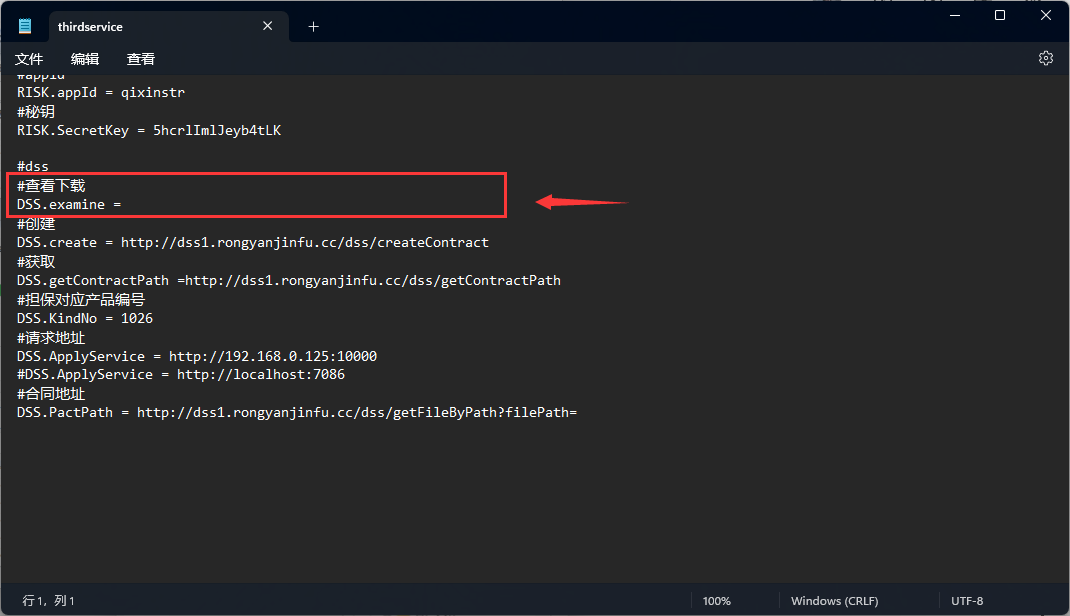 thirdservice
文件 编辑 查看
#appId
RISK.appId = qixinstr
#秘钥
RISK.SecretKey = 5hcrlImlJeyb4tLK
#dss
#查看下载
DSS.examine =
#创建
DSS.create = http://dss1.rongyanjinfu.cc/dss/createContract
#获取
DSS.getContractPath =http://dss1.rongyanjinfu.cc/dss/getContractPath
#担保对应产品编号
DSS.KindNo = 1026
#请求地址
DSS.ApplyService = http://192.168.0.125:10000
#DSS.ApplyService = http://localhost:7086
#合同地址
DSS.PactPath = http://dss1.rongyanjinfu.cc/dss/getFileByPath?filePath=
行 1, 列 1 100% Windows (CRLF) UTF-8